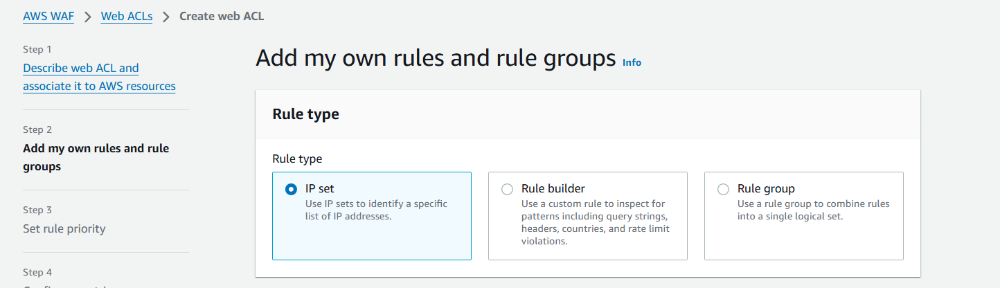 AWS WAF > Web ACLs > Create web ACL
Step 1
Describe web ACL and
associate it to AWS resources
Step 2
Add my own rules and rule
groups
Step 3
Set rule priority
Step 4
Add my own rules and rule groups Info
Rule type
Rule type
IP set
Use IP sets to identify a specific
list of IP addresses.
Rule builder
Use a custom rule to inspect for
patterns including query strings,
headers, countries, and rate limit
violations.
Rule group
Use a rule group to combine rules
into a single logical set.